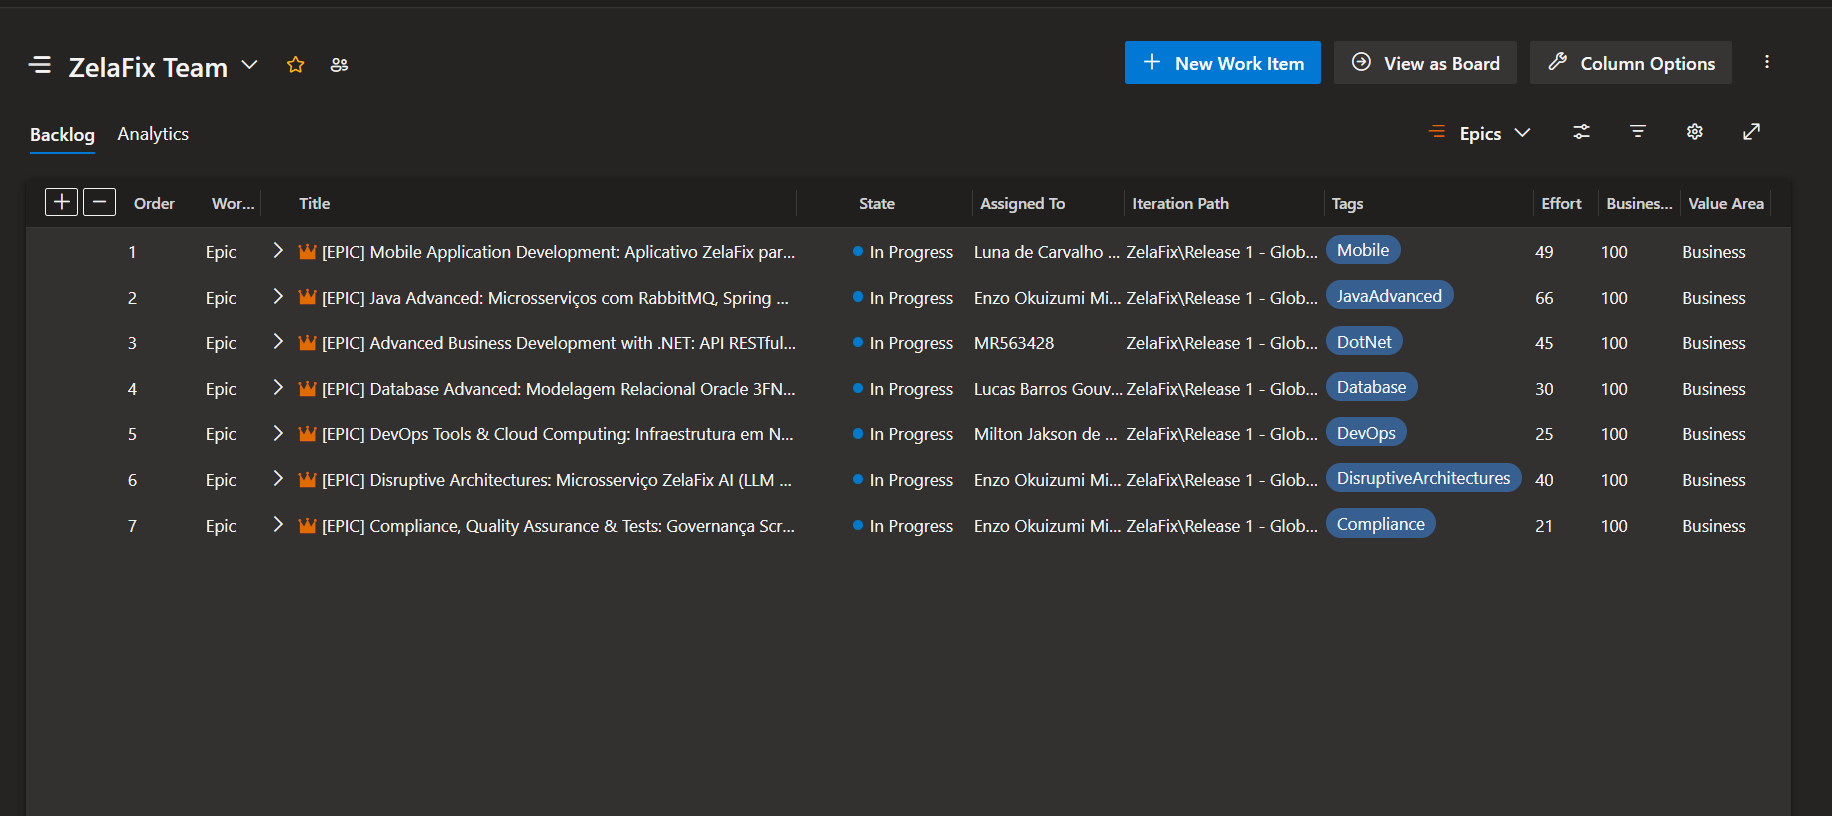 ZelaFix Team
New Work Item
View as Board
Column Options
Backlog
Analytics
Epics
Order Wor... Title State Assigned To Iteration Path Tags Effort Busines... Value Area
1 Epic [EPIC] Mobile Application Development: Aplicativo ZelaFix par... In Progress Luna de Carvalho ... ZelaFix\Release 1 - Glob... Mobile 49 100 Business
2 Epic [EPIC] Java Advanced: Microsserviços com RabbitMQ, Spring ... In Progress Enzo Okuizumi Mi... ZelaFix\Release 1 - Glob... JavaAdvanced 66 100 Business
3 Epic [EPIC] Advanced Business Development with .NET: API RESTful... In Progress MR563428 ZelaFix\Release 1 - Glob... DotNet 45 100 Business
4 Epic [EPIC] Database Advanced: Modelagem Relacional Oracle 3FN... In Progress Lucas Barros Gouv... ZelaFix\Release 1 - Glob... Database 30 100 Business
5 Epic [EPIC] DevOps Tools & Cloud Computing: Infraestrutura em N... In Progress Milton Jakson de ... ZelaFix\Release 1 - Glob... DevOps 25 100 Business
6 Epic [EPIC] Disruptive Architectures: Microsserviço ZelaFix AI (LLM ... In Progress Enzo Okuizumi Mi... ZelaFix\Release 1 - Glob... DisruptiveArchitectures 40 100 Business
7 Epic [EPIC] Compliance, Quality Assurance & Tests: Governança Scr... In Progress Enzo Okuizumi Mi... ZelaFix\Release 1 - Glob... Compliance 21 100 Business